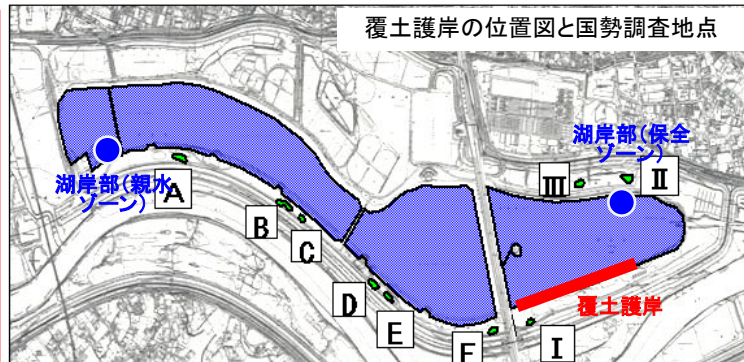 覆土護岸の位置図と国勢調査地点
湖岸部(保全
ゾーン)
Ⅲ
Ⅱ
湖岸部(親水
ゾーン)
A
B
C
D
E
F
Ⅰ
覆土護岸